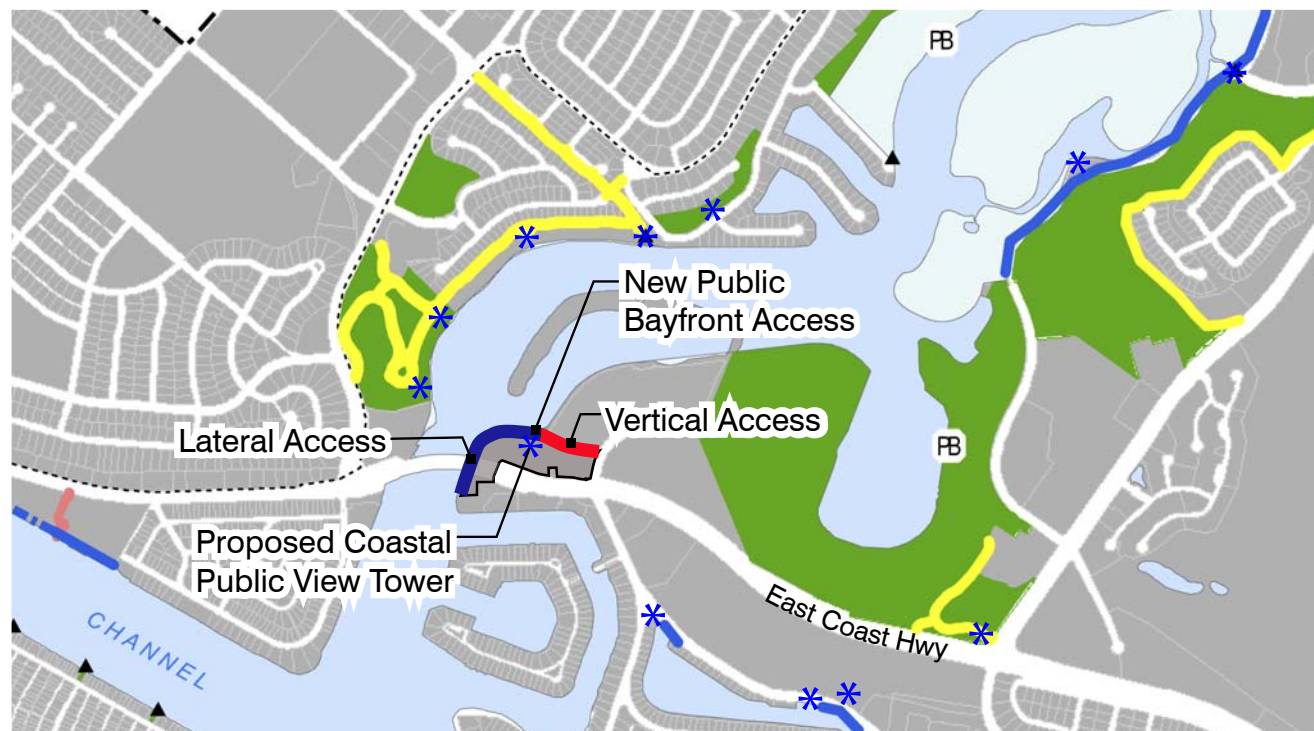 PB
New Public
Bayfront Access
Vertical Access
Lateral Access
PB
Proposed Coastal
Public View Tower
East Coast Hwy
CHANNEL